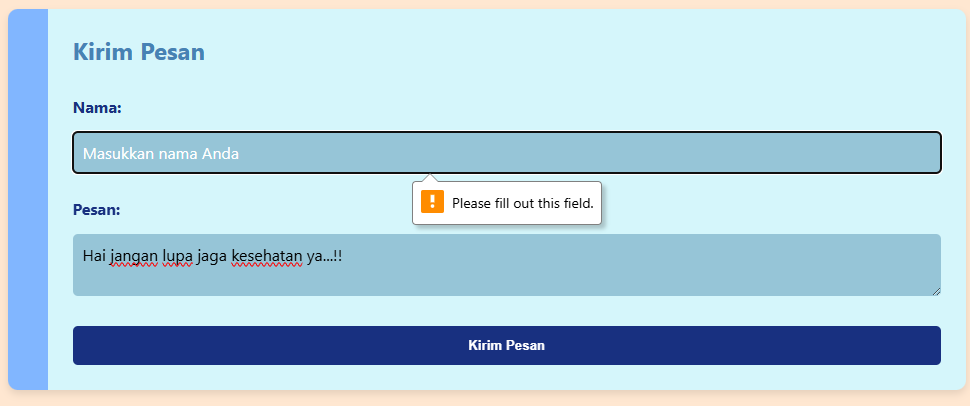 Kirim Pesan
Nama:
Masukkan nama Anda
Please fill out this field.
Pesan:
Hai jangan lupa jaga kesehatan ya...!!
Kirim Pesan